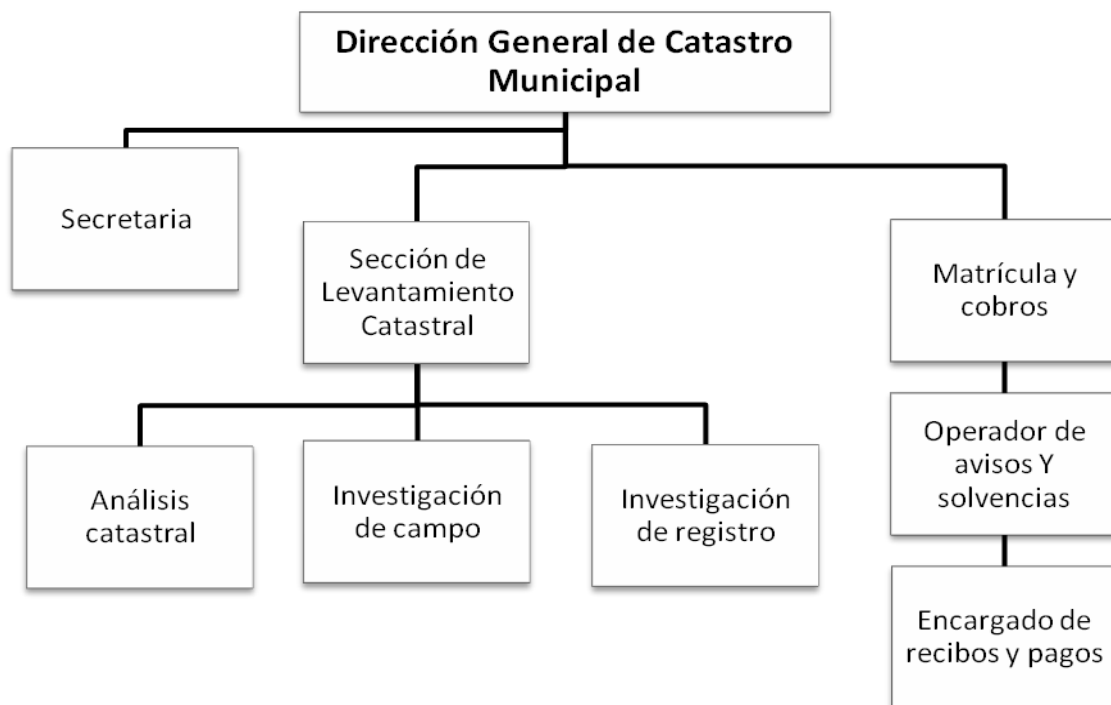 Dirección General de Catastro
Municipal
Secretaria
Sección de
Levantamiento
Catastral
Matrícula y
cobros
Análisis
catastral
Investigación
de campo
Investigación
de registro
Operador de
avisos Y
solvencias
Encargado de
recibos y pagos